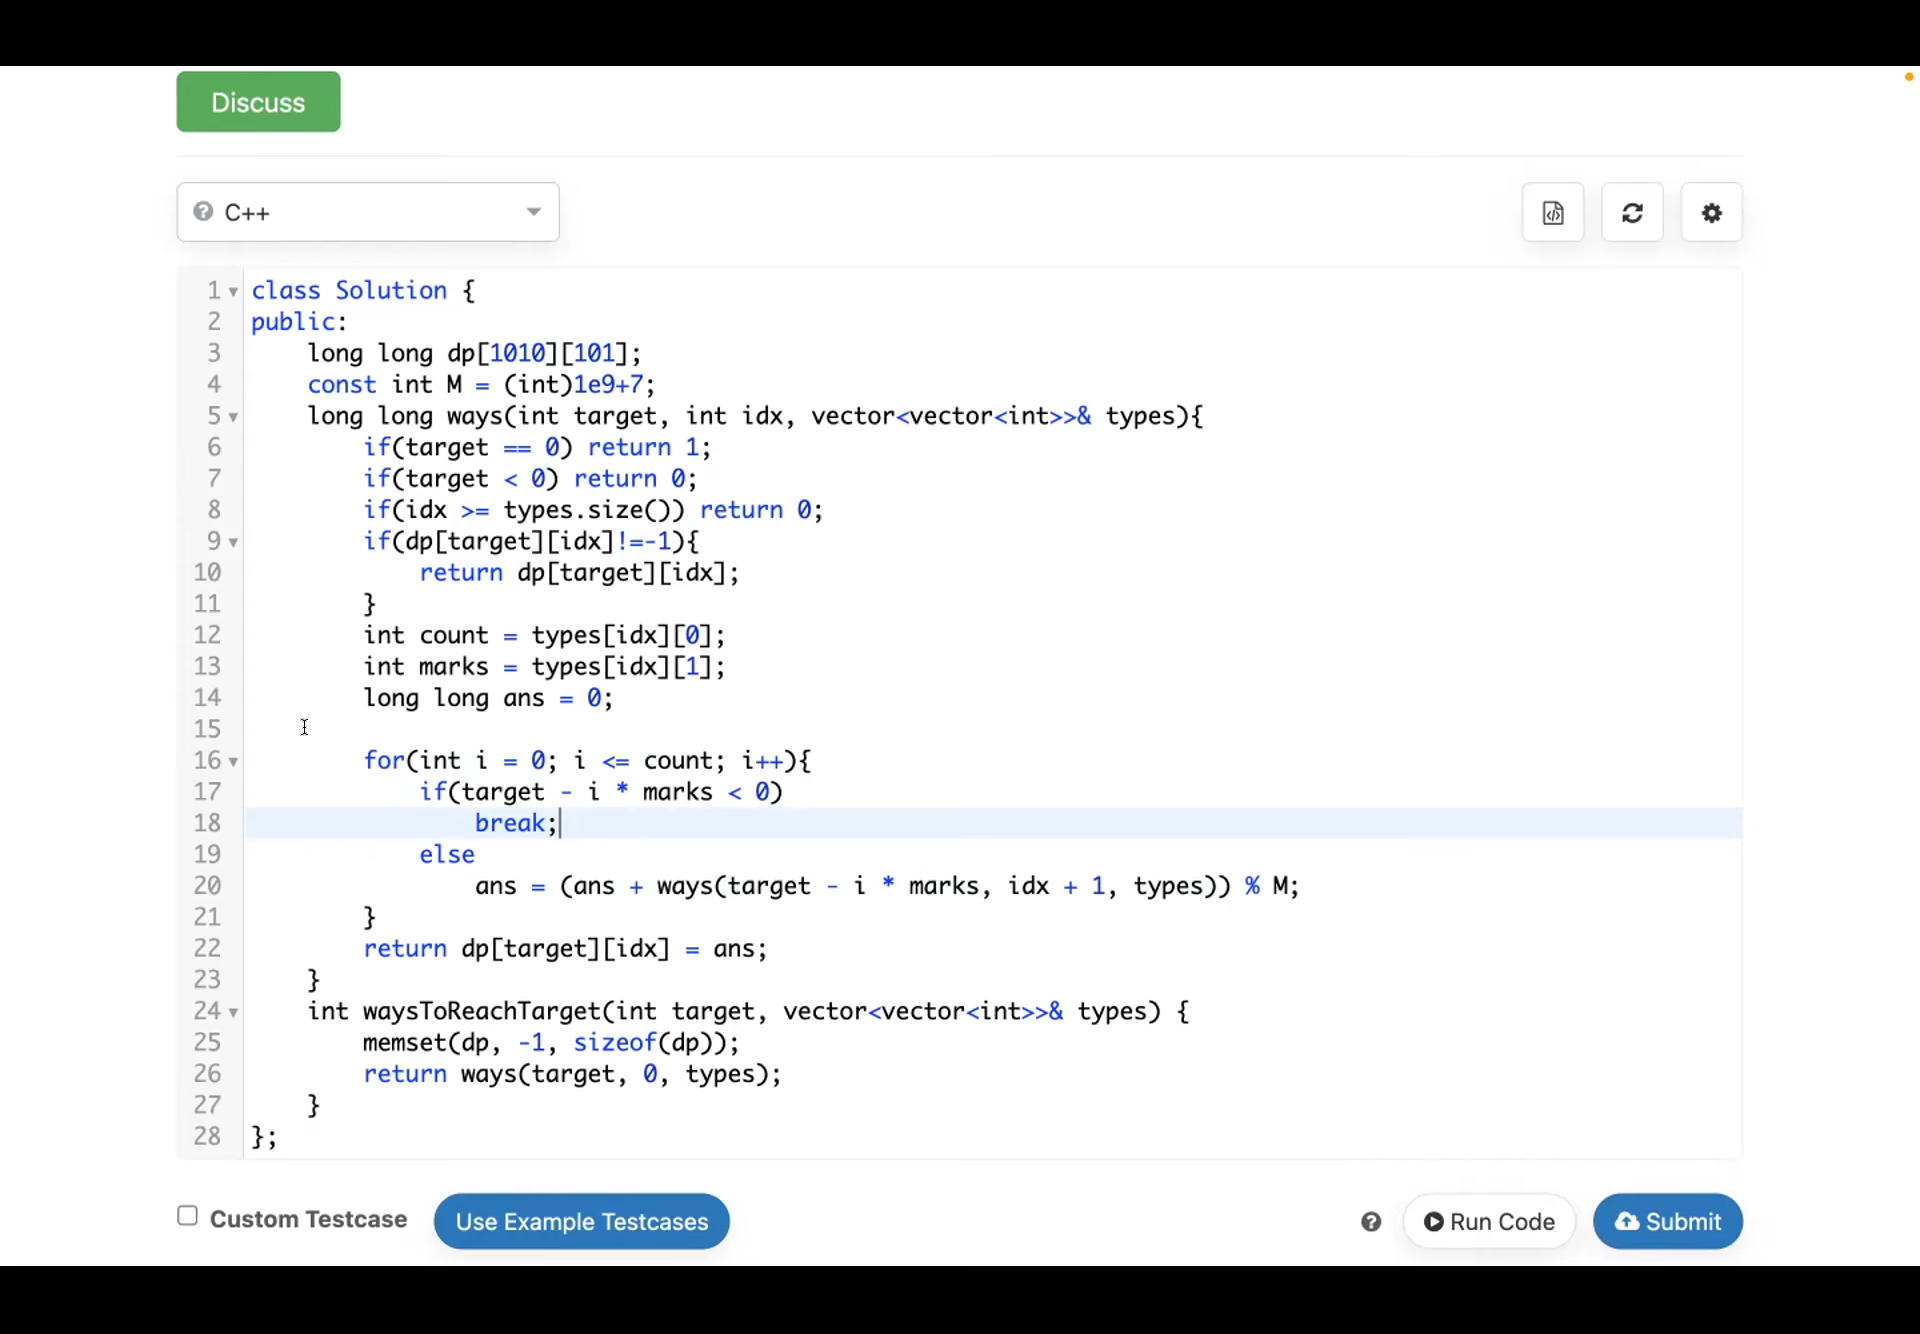 Discuss
C++
1 class Solution {
2 public:
3     long long dp[1010][101];
4     const int M = (int)1e9+7;
5     long long ways(int target, int idx, vector<vector<int>>& types){
6         if(target == 0) return 1;
7         if(target < 0) return 0;
8         if(idx >= types.size()) return 0;
9         if(dp[target][idx]!=-1){
10             return dp[target][idx];
11         }
12         int count = types[idx][0];
13         int marks = types[idx][1];
14         long long ans = 0;
15
16         for(int i = 0; i <= count; i++){
17             if(target - i * marks < 0)
18                 break;
19             else
20                 ans = (ans + ways(target - i * marks, idx + 1, types)) % M;
21         }
22         return dp[target][idx] = ans;
23     }
24     int waysToReachTarget(int target, vector<vector<int>>& types) {
25         memset(dp, -1, sizeof(dp));
26         return ways(target, 0, types);
27     }
28 };
Custom Testcase Use Example Testcases Run Code Submit